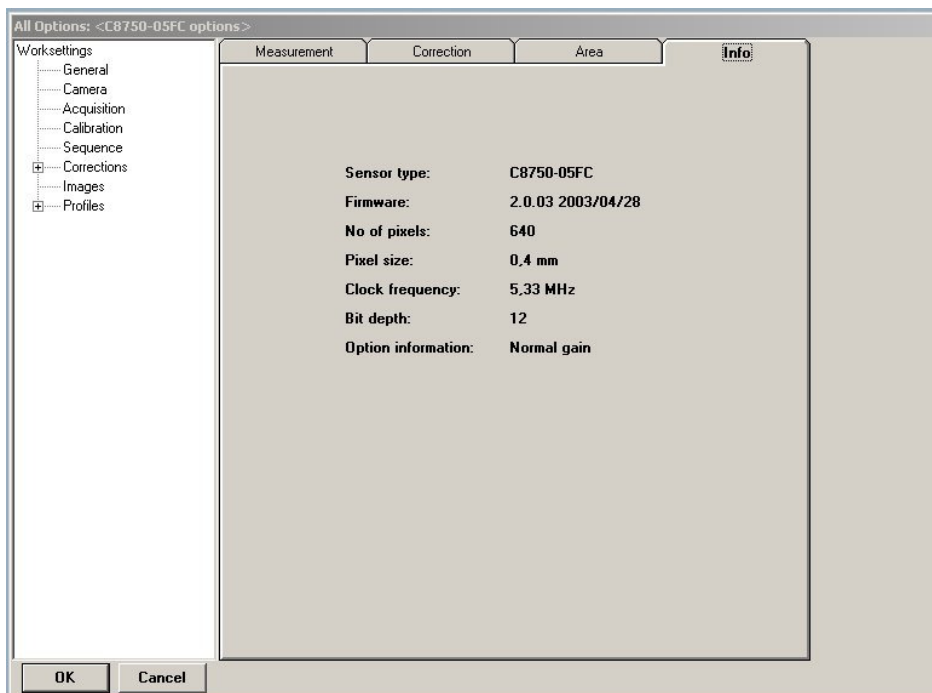 All Options: <C8750-05FC options>
Worksettings
General
Camera
Acquisition
Calibration
Sequence
Corrections
Images
Profiles
Measurement
Correction
Area
Info
Sensor type: C8750-05FC
Firmware: 2.0.03 2003/04/28
No of pixels: 640
Pixel size: 0,4 mm
Clock frequency: 5,33 MHz
Bit depth: 12
Option information: Normal gain
OK
Cancel